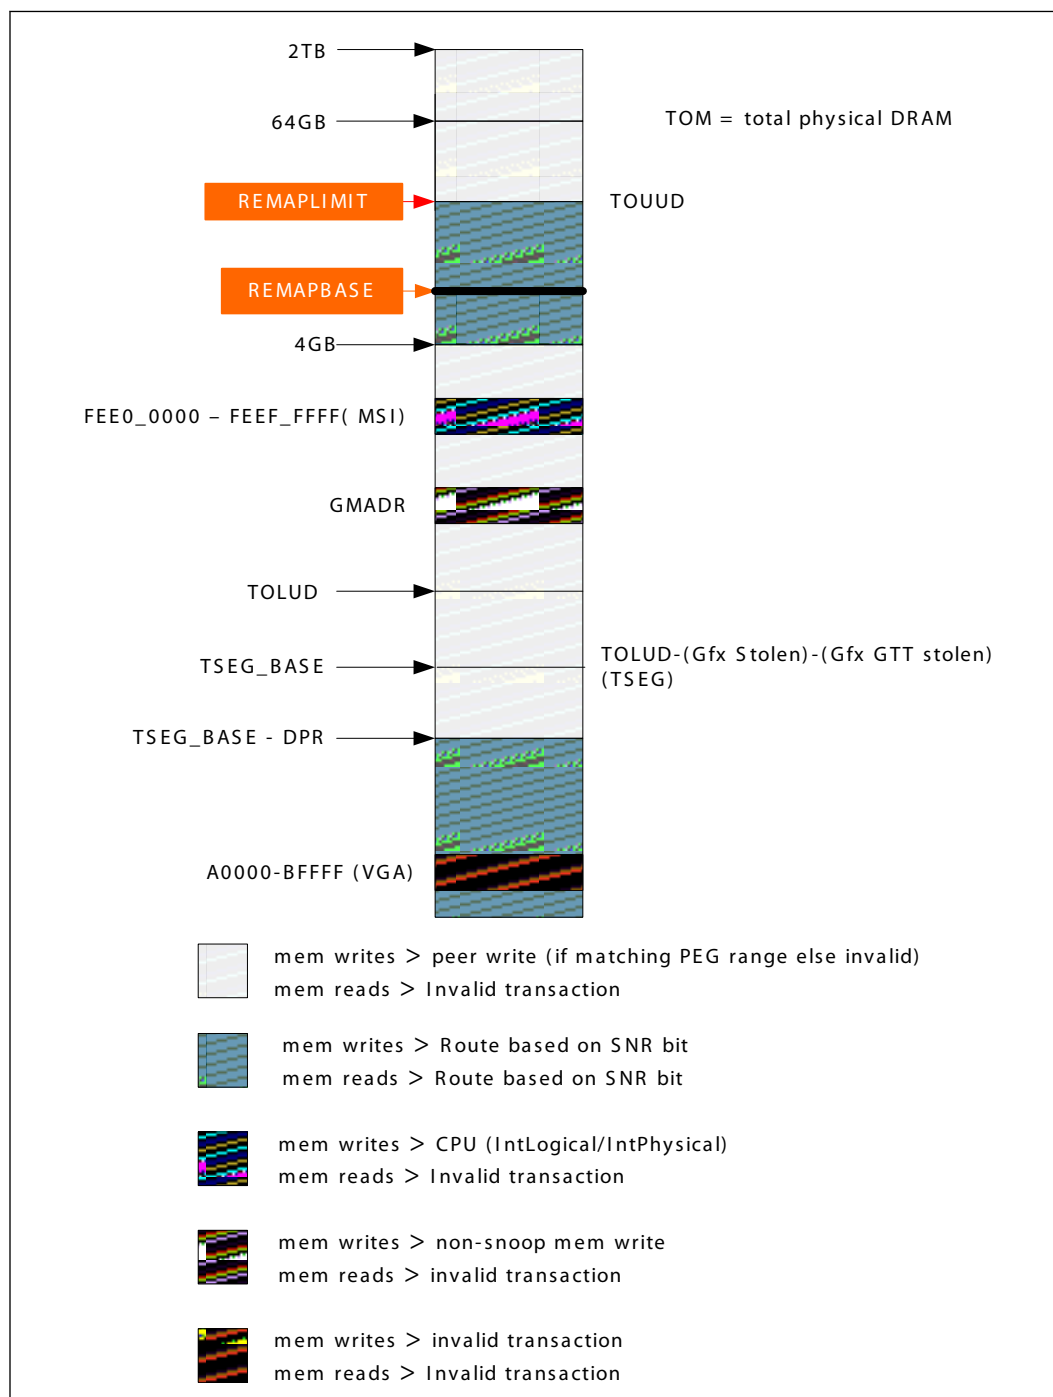 2TB
64GB
TOM = total physical DRAM
REMAPLIMIT
TOUUD
REMAPBASE
4GB
FEE0_0000 – FEEF_FFFF( MSI)
GMADR
TOLUD
TSEG_BASE
TOLUD-(Gfx Stolen)-(Gfx GTT stolen)
(TSEG)
TSEG_BASE - DPR
A0000-BFFFF (VGA)
mem writes > peer write (if matching PEG range else invalid)
mem reads > Invalid transaction
mem writes > Route based on SNR bit
mem reads > Route based on SNR bit
mem writes > CPU (IntLogical/IntPhysical)
mem reads > Invalid transaction
mem writes > non-snoop mem write
mem reads > invalid transaction
mem writes > invalid transaction
mem reads > Invalid transaction